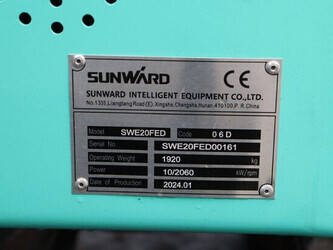 SUNWARD CE
SUNWARD INTELLIGENT EQUIPMENT CO.,LTD.
No.1335,Liangtang Road(E),Xingsha,Changsha,Hunan,410100,P. R. China
Model SWE20FED Code 06D
Serial No SWE20FED00161
Operating Weight 1920 kg
Power 10/2060 kW/rpm
Date of Production 2024.01